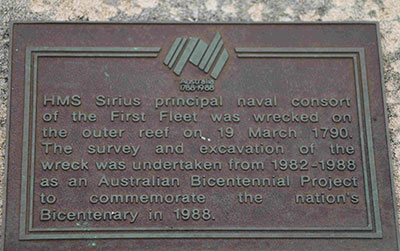 Australia
1788-1988
HMS Sirius principal naval consort
of the First Fleet was wrecked on
the outer reef on 19 March 1790.
The survey and excavation of the
wreck was undertaken from 1982-1988
as an Australian Bicentennial Project
to commemorate the nation's
Bicentenary in 1988.